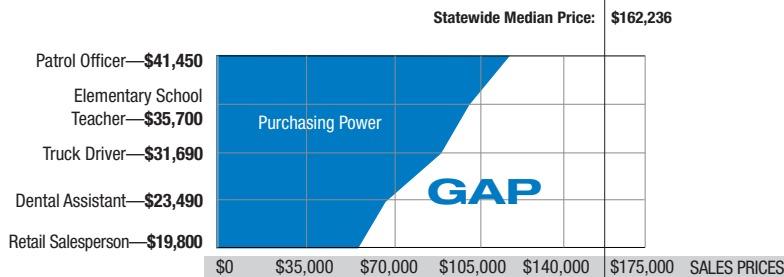 Statewide Median Price: $162,236
Patrol Officer—$41,450
Elementary School
Teacher—$35,700
Purchasing Power
Truck Driver—$31,690
GAP
Dental Assistant—$23,490
Retail Salesperson—$19,800
$0 $35,000 $70,000 $105,000 $140,000 $175,000 SALES PRICES